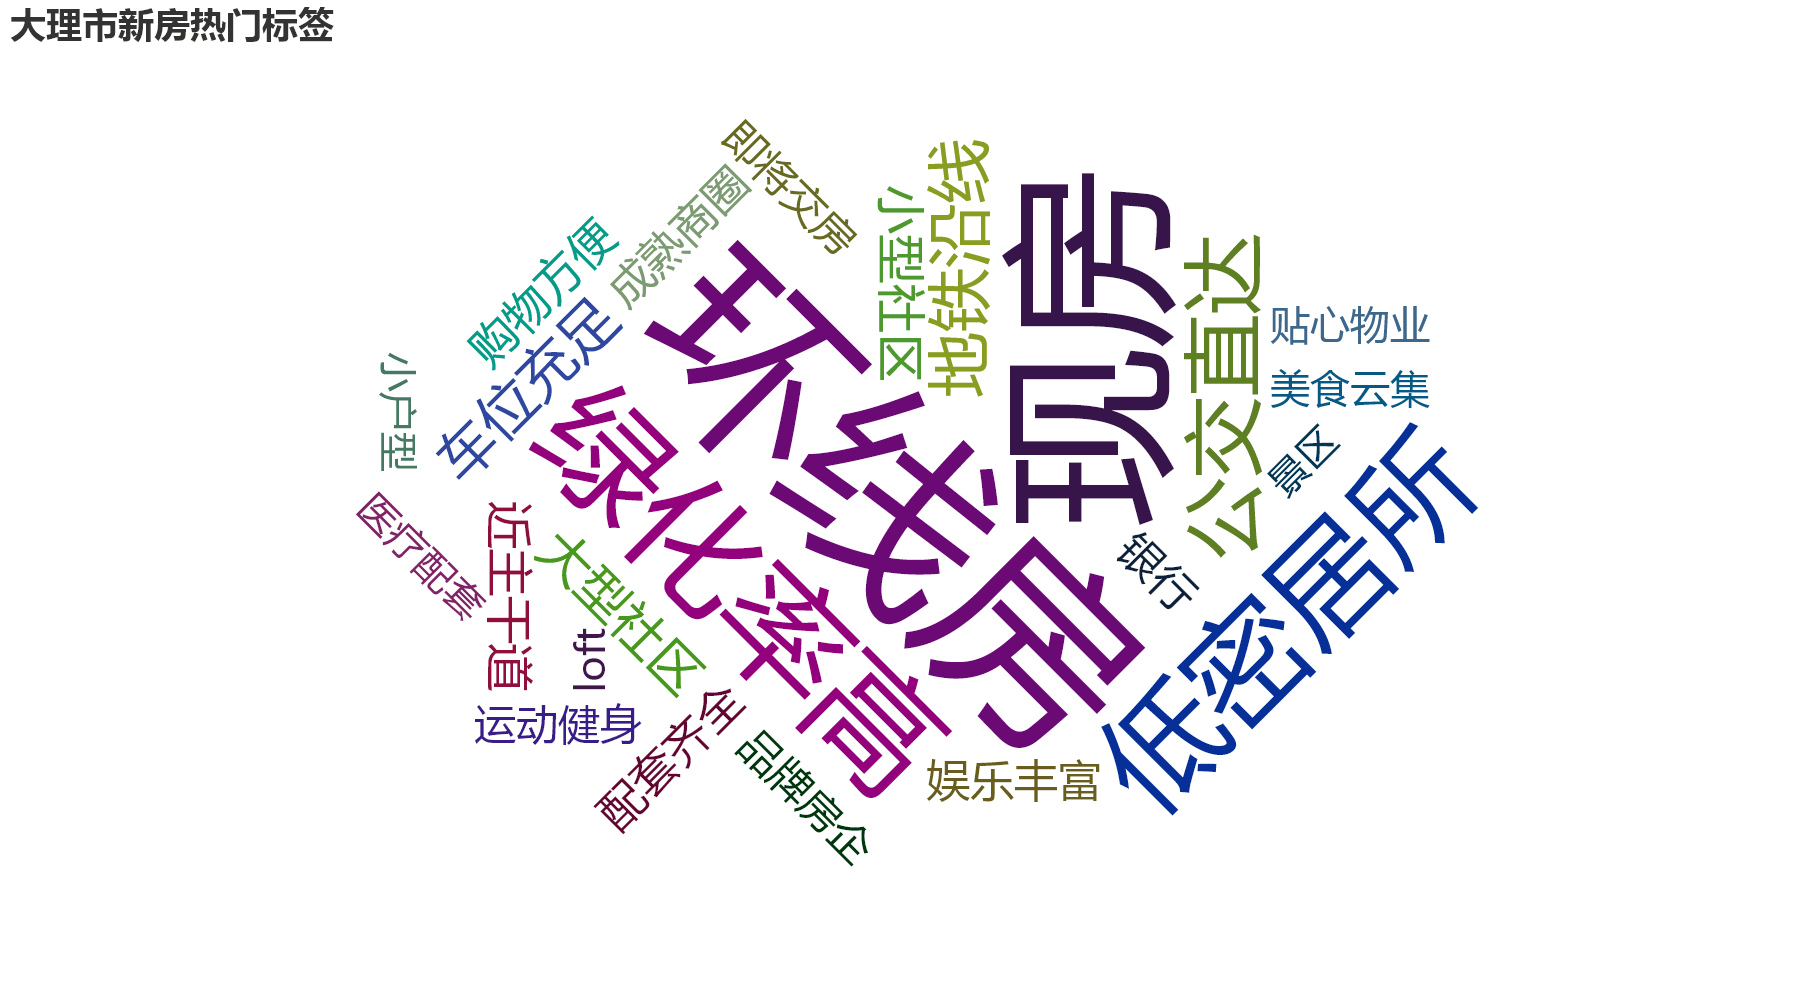 大理市新房热门标签
即将交房
成熟商圈
购物方便
车位充足
小户型
医疗配套
近主干道
大型社区
loft
运动健身
配套齐全
品牌房企
绿化率高
环线房
小型社区
地铁沿线
现房
公交直达
贴心物业
美食云集
景区
银行
低密居所
娱乐丰富